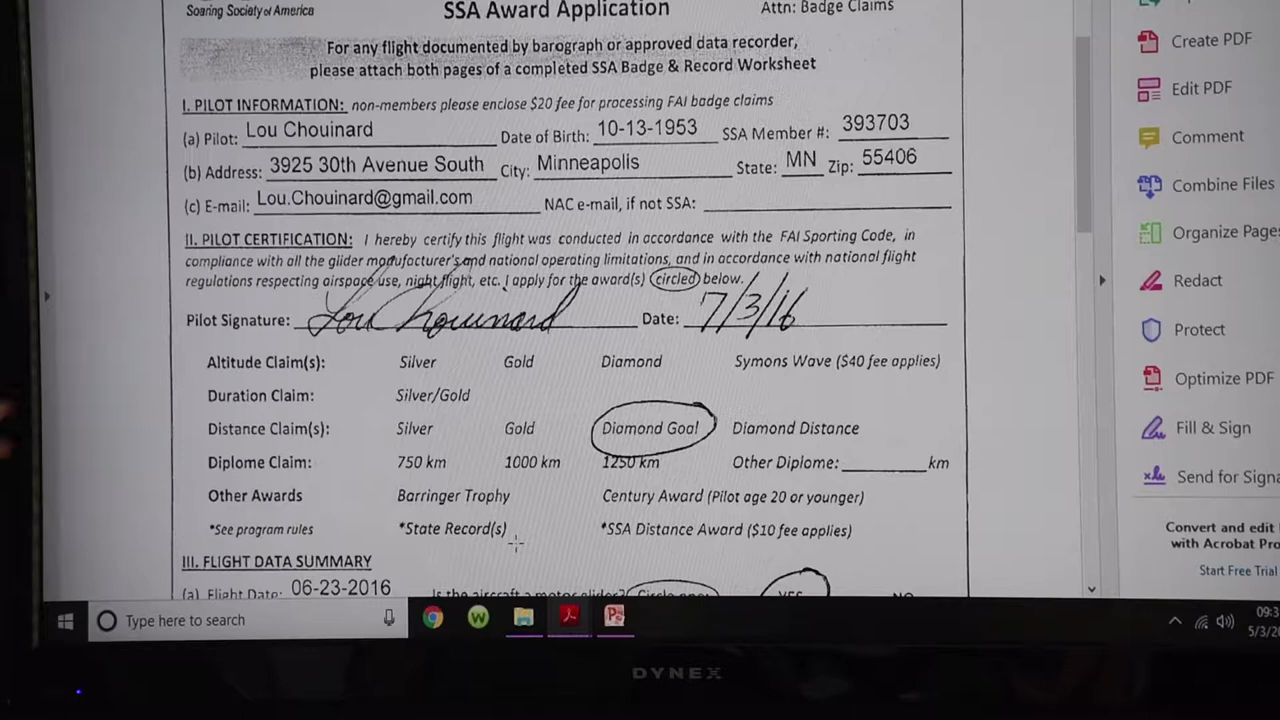 Soaring Society of America
SSA Award Application
Attn: Badge Claims
For any flight documented by barograph or approved data recorder,
please attach both pages of a completed SSA Badge & Record Worksheet
I. PILOT INFORMATION: non-members please enclose $20 fee for processing FAI badge claims
(a) Pilot: Lou Chouinard Date of Birth: 10-13-1953 SSA Member #: 393703
(b) Address: 3925 30th Avenue South City: Minneapolis State: MN Zip: 55406
(c) E-mail: Lou.Chouinard@gmail.com NAC e-mail, if not SSA:
II. PILOT CERTIFICATION: I hereby certify this flight was conducted in accordance with the FAI Sporting Code, in
compliance with all the glider manufacturer's and national operating limitations, and in accordance with national flight
regulations respecting airspace use, night flight, etc. I apply for the award(s) circled below.
Pilot Signature: Lou Chouinard Date: 7/3/16
Altitude Claim(s): Silver Gold Diamond Symons Wave ($40 fee applies)
Duration Claim: Silver/Gold
Distance Claim(s): Silver Gold Diamond Goal Diamond Distance
Diplome Claim: 750 km 1000 km 1250 km Other Diplome: km
Other Awards Barringer Trophy Century Award (Pilot age 20 or younger)
*See program rules *State Record(s) *SSA Distance Award ($10 fee applies)
III. FLIGHT DATA SUMMARY
(a) Flight Date: 06-23-2016 Is the aircraft a motor glider? Circle one: YES NO
Create PDF
Edit PDF
Comment
Combine Files
Organize Pages
Redact
Protect
Optimize PDF
Fill & Sign
Send for Signa
Convert and edit
with Acrobat Pro
Start Free Trial
Type here to search
09:3
5/3/20
DYNEX